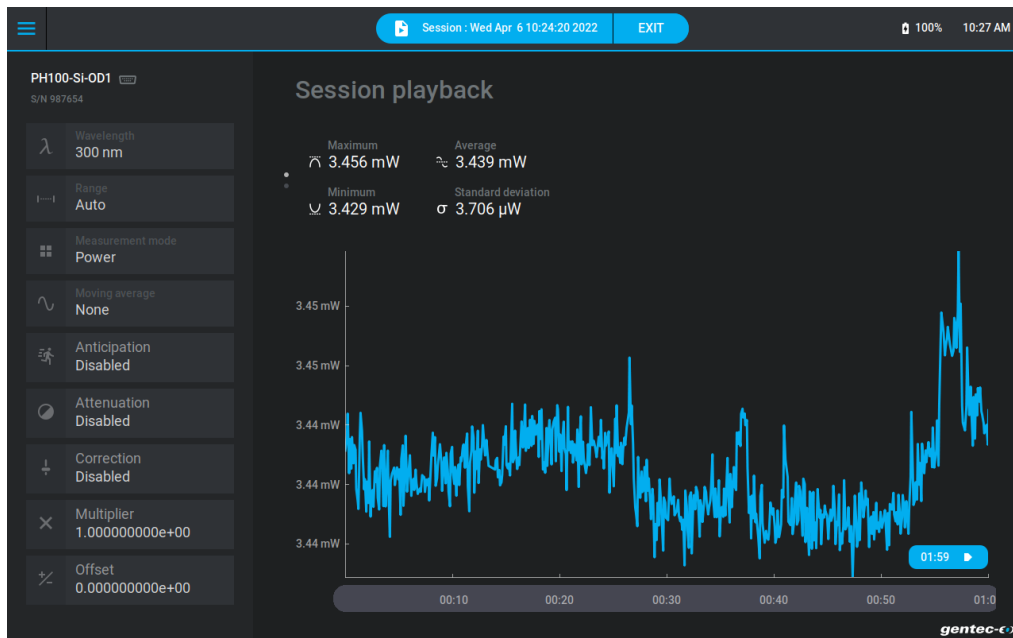 Session : Wed Apr 6 10:24:20 2022
EXIT
100%
10:27 AM
PH100-Si-OD1
S/N 987654
Wavelength
300 nm
Range
Auto
Measurement mode
Power
Moving average
None
Anticipation
Disabled
Attenuation
Disabled
Correction
Disabled
Multiplier
1.000000000e+00
Offset
0.000000000e+00
Session playback
Maximum
3.456 mW
Average
3.439 mW
Minimum
3.429 mW
Standard deviation
σ 3.706 µW
3.45 mW
3.45 mW
3.44 mW
3.44 mW
3.44 mW
01:59
00:10
00:20
00:30
00:40
00:50
01:0
gentec-eo